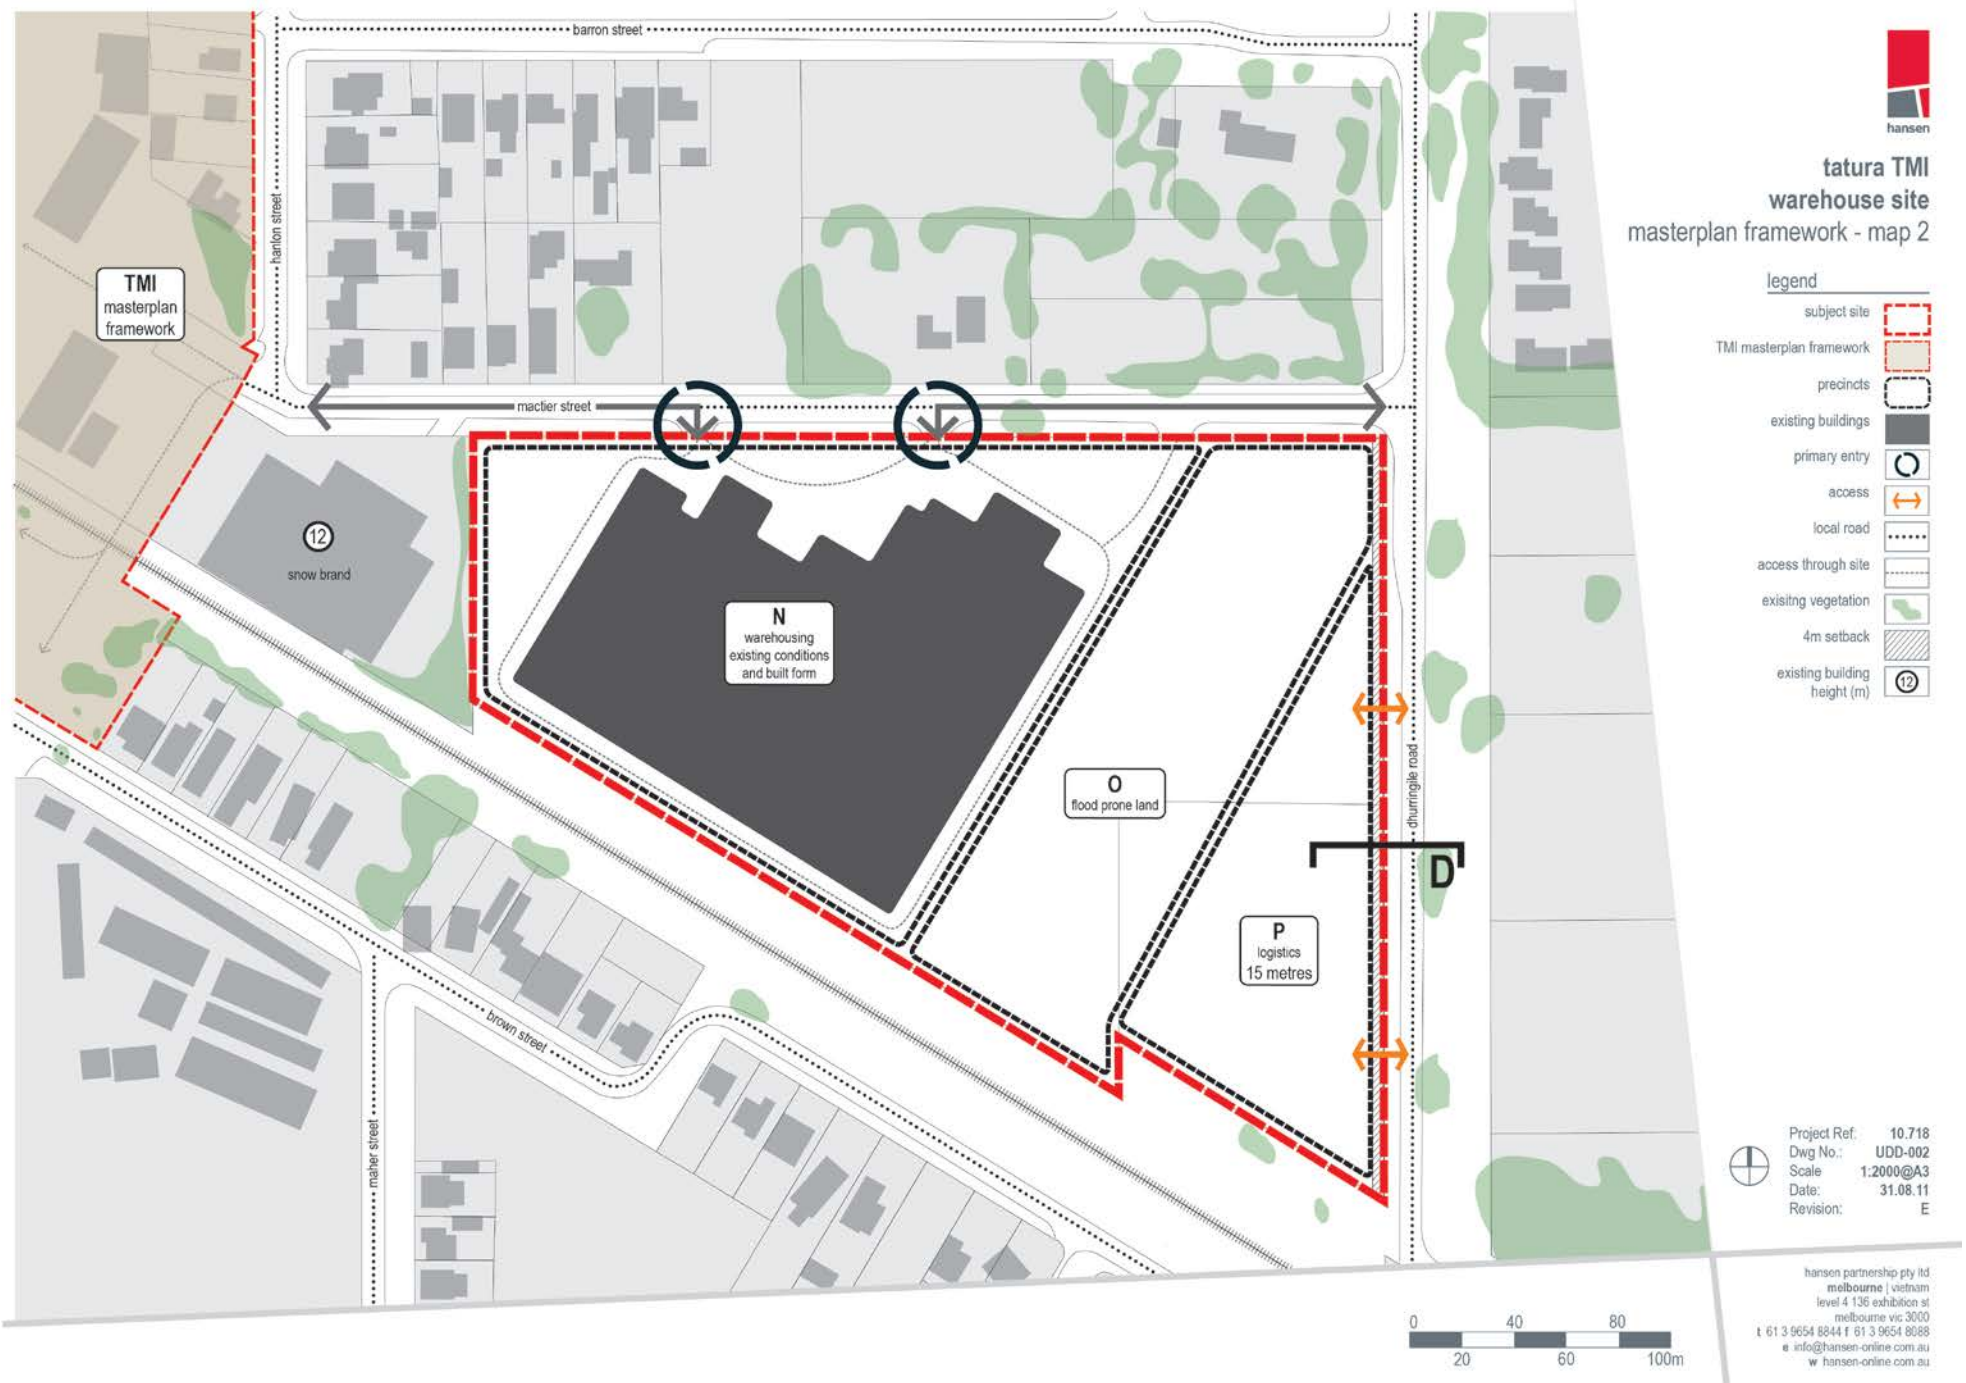 barron street
hansen
tatura TMI
warehouse site
masterplan framework - map 2
legend
subject site
TMI masterplan framework
precincts
existing buildings
primary entry
access
local road
access through site
exisitng vegetation
4m setback
existing building
height (m)
12
hanlon street
TMI
masterplan
framework
mactier street
12
snow brand
N
warehousing
existing conditions
and built form
O
flood prone land
dhurringile road
D
P
logistics
15 metres
brown street
maher street
Project Ref: 10.718
Dwg No.: UDD-002
Scale 1:2000@A3
Date: 31.08.11
Revision: E
hansen partnership pty ltd
melbourne | vietnam
level 4 136 exhibition st
melbourne vic 3000
t 61 3 9654 8844 f 61 3 9654 8088
e info@hansen-online.com.au
w hansen-online.com.au
0 40 80
20 60 100m